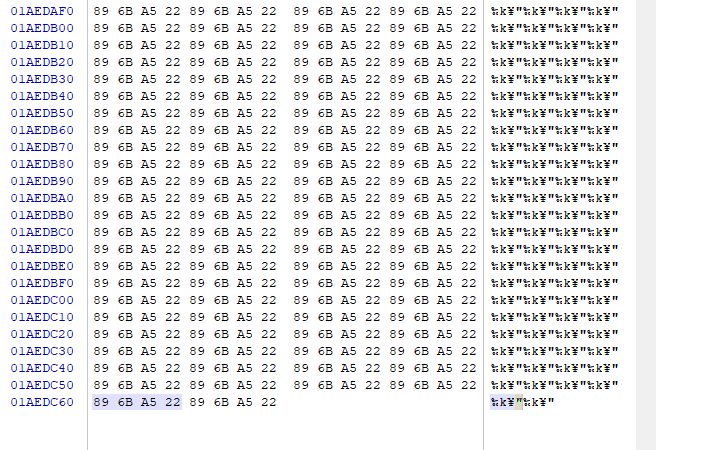 01AEDAF0 89 6B A5 22 89 6B A5 22 89 6B A5 22 89 6B A5 22 ‰k¥"‰k¥"‰k¥"‰k¥"
01AEDB00 89 6B A5 22 89 6B A5 22 89 6B A5 22 89 6B A5 22 ‰k¥"‰k¥"‰k¥"‰k¥"
01AEDB10 89 6B A5 22 89 6B A5 22 89 6B A5 22 89 6B A5 22 ‰k¥"‰k¥"‰k¥"‰k¥"
01AEDB20 89 6B A5 22 89 6B A5 22 89 6B A5 22 89 6B A5 22 ‰k¥"‰k¥"‰k¥"‰k¥"
01AEDB30 89 6B A5 22 89 6B A5 22 89 6B A5 22 89 6B A5 22 ‰k¥"‰k¥"‰k¥"‰k¥"
01AEDB40 89 6B A5 22 89 6B A5 22 89 6B A5 22 89 6B A5 22 ‰k¥"‰k¥"‰k¥"‰k¥"
01AEDB50 89 6B A5 22 89 6B A5 22 89 6B A5 22 89 6B A5 22 ‰k¥"‰k¥"‰k¥"‰k¥"
01AEDB60 89 6B A5 22 89 6B A5 22 89 6B A5 22 89 6B A5 22 ‰k¥"‰k¥"‰k¥"‰k¥"
01AEDB70 89 6B A5 22 89 6B A5 22 89 6B A5 22 89 6B A5 22 ‰k¥"‰k¥"‰k¥"‰k¥"
01AEDB80 89 6B A5 22 89 6B A5 22 89 6B A5 22 89 6B A5 22 ‰k¥"‰k¥"‰k¥"‰k¥"
01AEDB90 89 6B A5 22 89 6B A5 22 89 6B A5 22 89 6B A5 22 ‰k¥"‰k¥"‰k¥"‰k¥"
01AEDBA0 89 6B A5 22 89 6B A5 22 89 6B A5 22 89 6B A5 22 ‰k¥"‰k¥"‰k¥"‰k¥"
01AEDBB0 89 6B A5 22 89 6B A5 22 89 6B A5 22 89 6B A5 22 ‰k¥"‰k¥"‰k¥"‰k¥"
01AEDBC0 89 6B A5 22 89 6B A5 22 89 6B A5 22 89 6B A5 22 ‰k¥"‰k¥"‰k¥"‰k¥"
01AEDBD0 89 6B A5 22 89 6B A5 22 89 6B A5 22 89 6B A5 22 ‰k¥"‰k¥"‰k¥"‰k¥"
01AEDBE0 89 6B A5 22 89 6B A5 22 89 6B A5 22 89 6B A5 22 ‰k¥"‰k¥"‰k¥"‰k¥"
01AEDBF0 89 6B A5 22 89 6B A5 22 89 6B A5 22 89 6B A5 22 ‰k¥"‰k¥"‰k¥"‰k¥"
01AEDC00 89 6B A5 22 89 6B A5 22 89 6B A5 22 89 6B A5 22 ‰k¥"‰k¥"‰k¥"‰k¥"
01AEDC10 89 6B A5 22 89 6B A5 22 89 6B A5 22 89 6B A5 22 ‰k¥"‰k¥"‰k¥"‰k¥"
01AEDC20 89 6B A5 22 89 6B A5 22 89 6B A5 22 89 6B A5 22 ‰k¥"‰k¥"‰k¥"‰k¥"
01AEDC30 89 6B A5 22 89 6B A5 22 89 6B A5 22 89 6B A5 22 ‰k¥"‰k¥"‰k¥"‰k¥"
01AEDC40 89 6B A5 22 89 6B A5 22 89 6B A5 22 89 6B A5 22 ‰k¥"‰k¥"‰k¥"‰k¥"
01AEDC50 89 6B A5 22 89 6B A5 22 89 6B A5 22 89 6B A5 22 ‰k¥"‰k¥"‰k¥"‰k¥"
01AEDC60 89 6B A5 22 89 6B A5 22 ‰k¥"‰k¥"